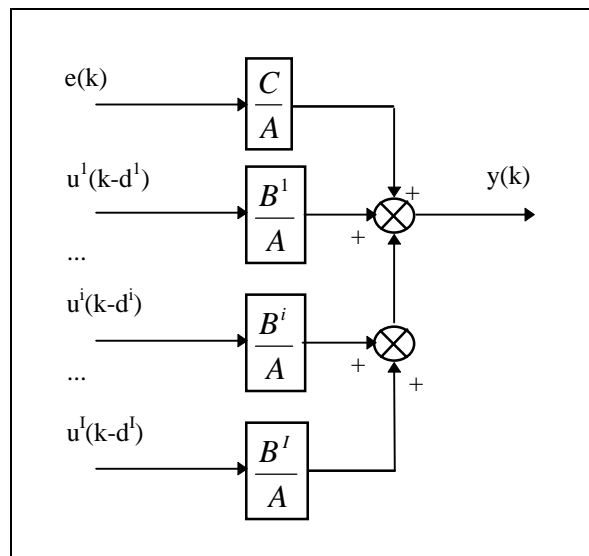 e(k)
C
A
+
y(k)
u¹(k-d¹)
B¹
A
+
...
uⁱ(k-dⁱ)
Bⁱ
A
+
+
...
uᴵ(k-dᴵ)
Bᴵ
A